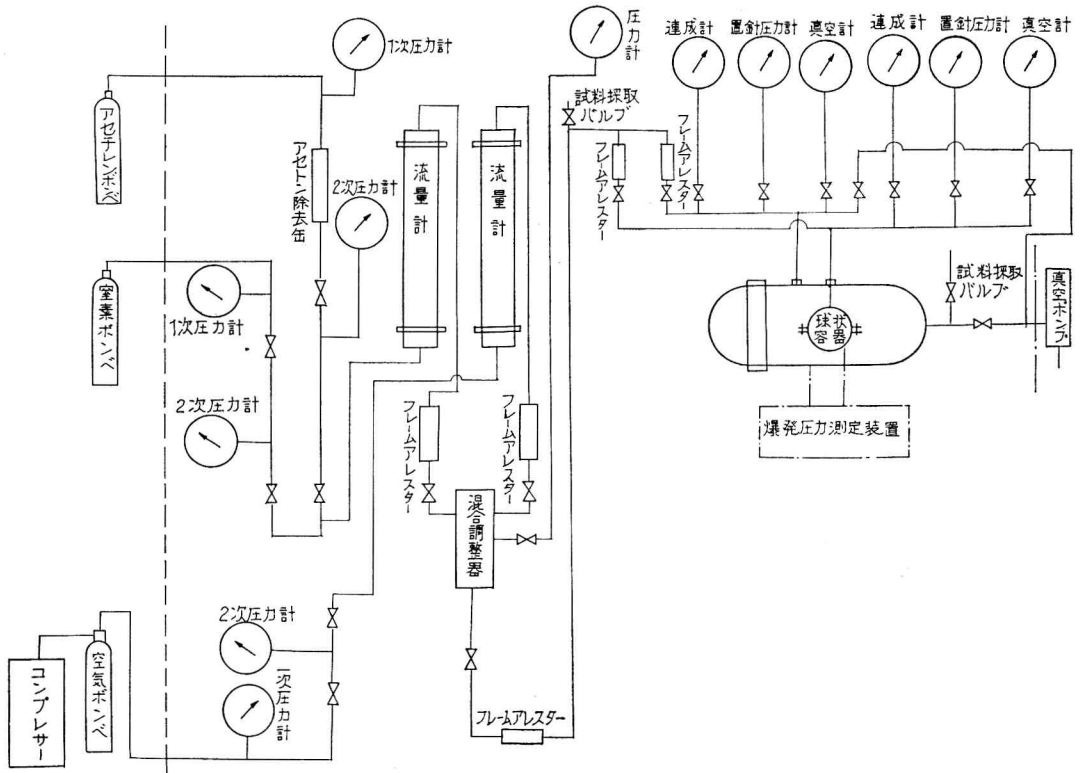 圧力計
連成計
置針圧力計
真空計
連成計
置針圧力計
真空計
1次圧力計
試料採取
バルブ
アセチレンボンベ
アセトン除去缶
2次圧力計
流量計
流量計
フレームアレスター
フレームアレスター
窒素ボンベ
1次圧力計
2次圧力計
試料採取
バルブ
真空ポンプ
球状
容器
爆発圧力測定装置
フレームアレスター
フレームアレスター
混合調整器
2次圧力計
一次圧力計
空気ボンベ
コンプレサー
フレームアレスター